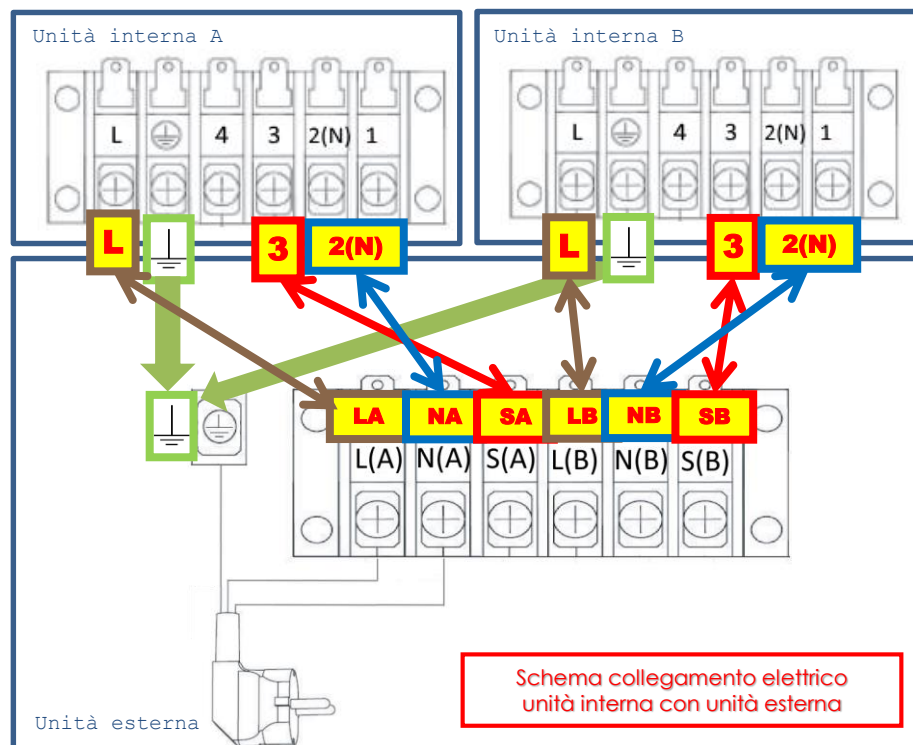 Unità interna A
L 4 3 2(N) 1
L 3 2(N)
Unità interna B
L 4 3 2(N) 1
L 3 2(N)
LA NA SA LB NB SB
L(A) N(A) S(A) L(B) N(B) S(B)
Schema collegamento elettrico
unità interna con unità esterna
Unità esterna